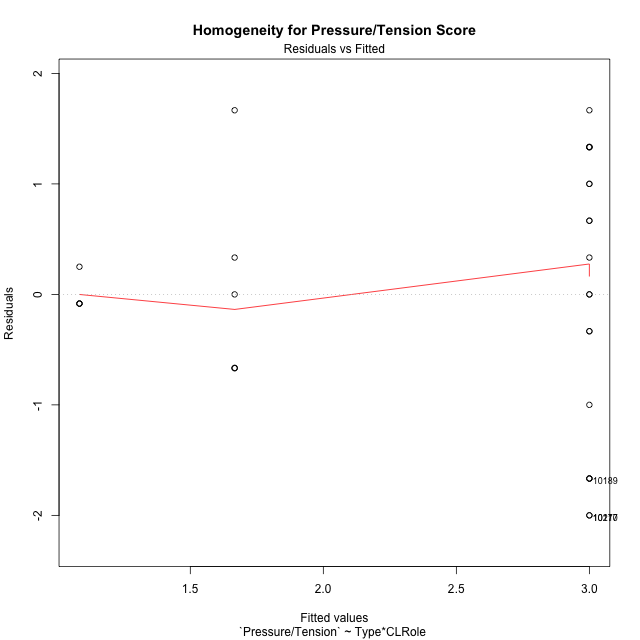 Homogeneity for Pressure/Tension Score
Residuals vs Fitted
2
1
0
-1
-2
Residuals
10189
1.5 2.0 2.5 3.0
Fitted values
`Pressure/Tension` ~ Type*CLRole